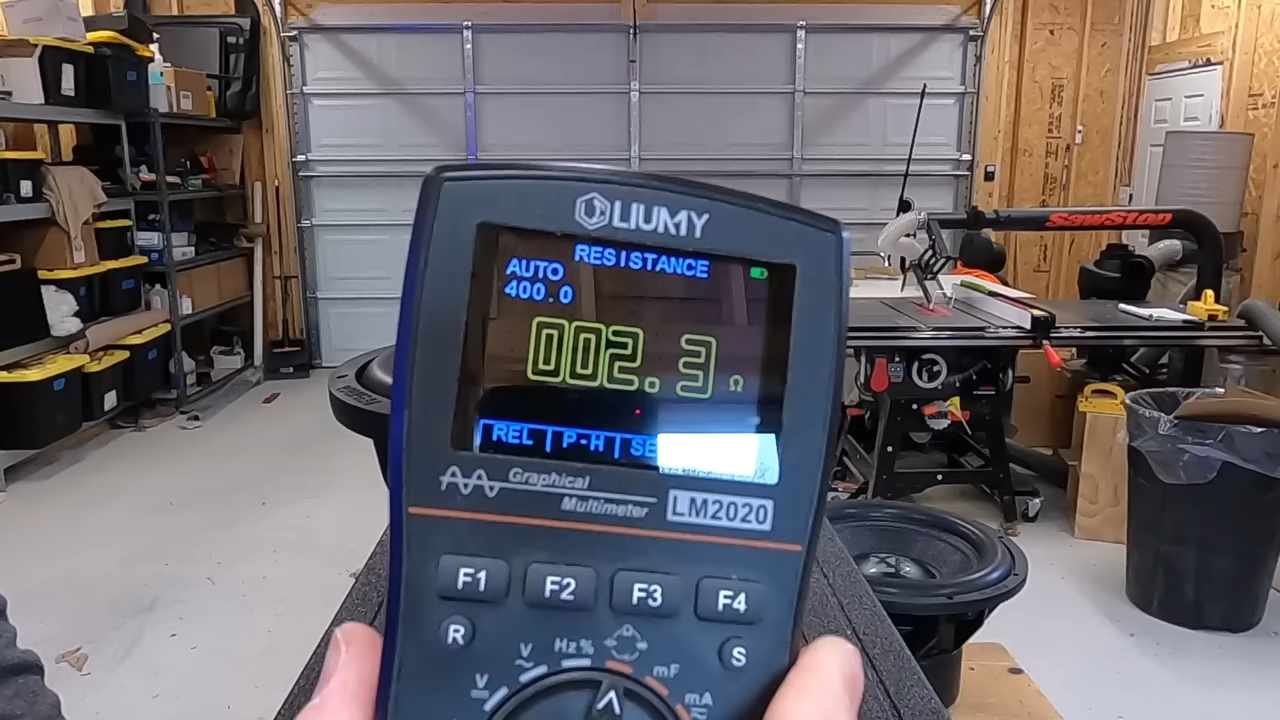 LIUMY
RESISTANCE
AUTO
400.0
002.3 Ω
REL P-H SE
Graphical
Multimeter
LM2020
F1 F2 F3 F4
R S
V V Hz% mF mA
SawStop